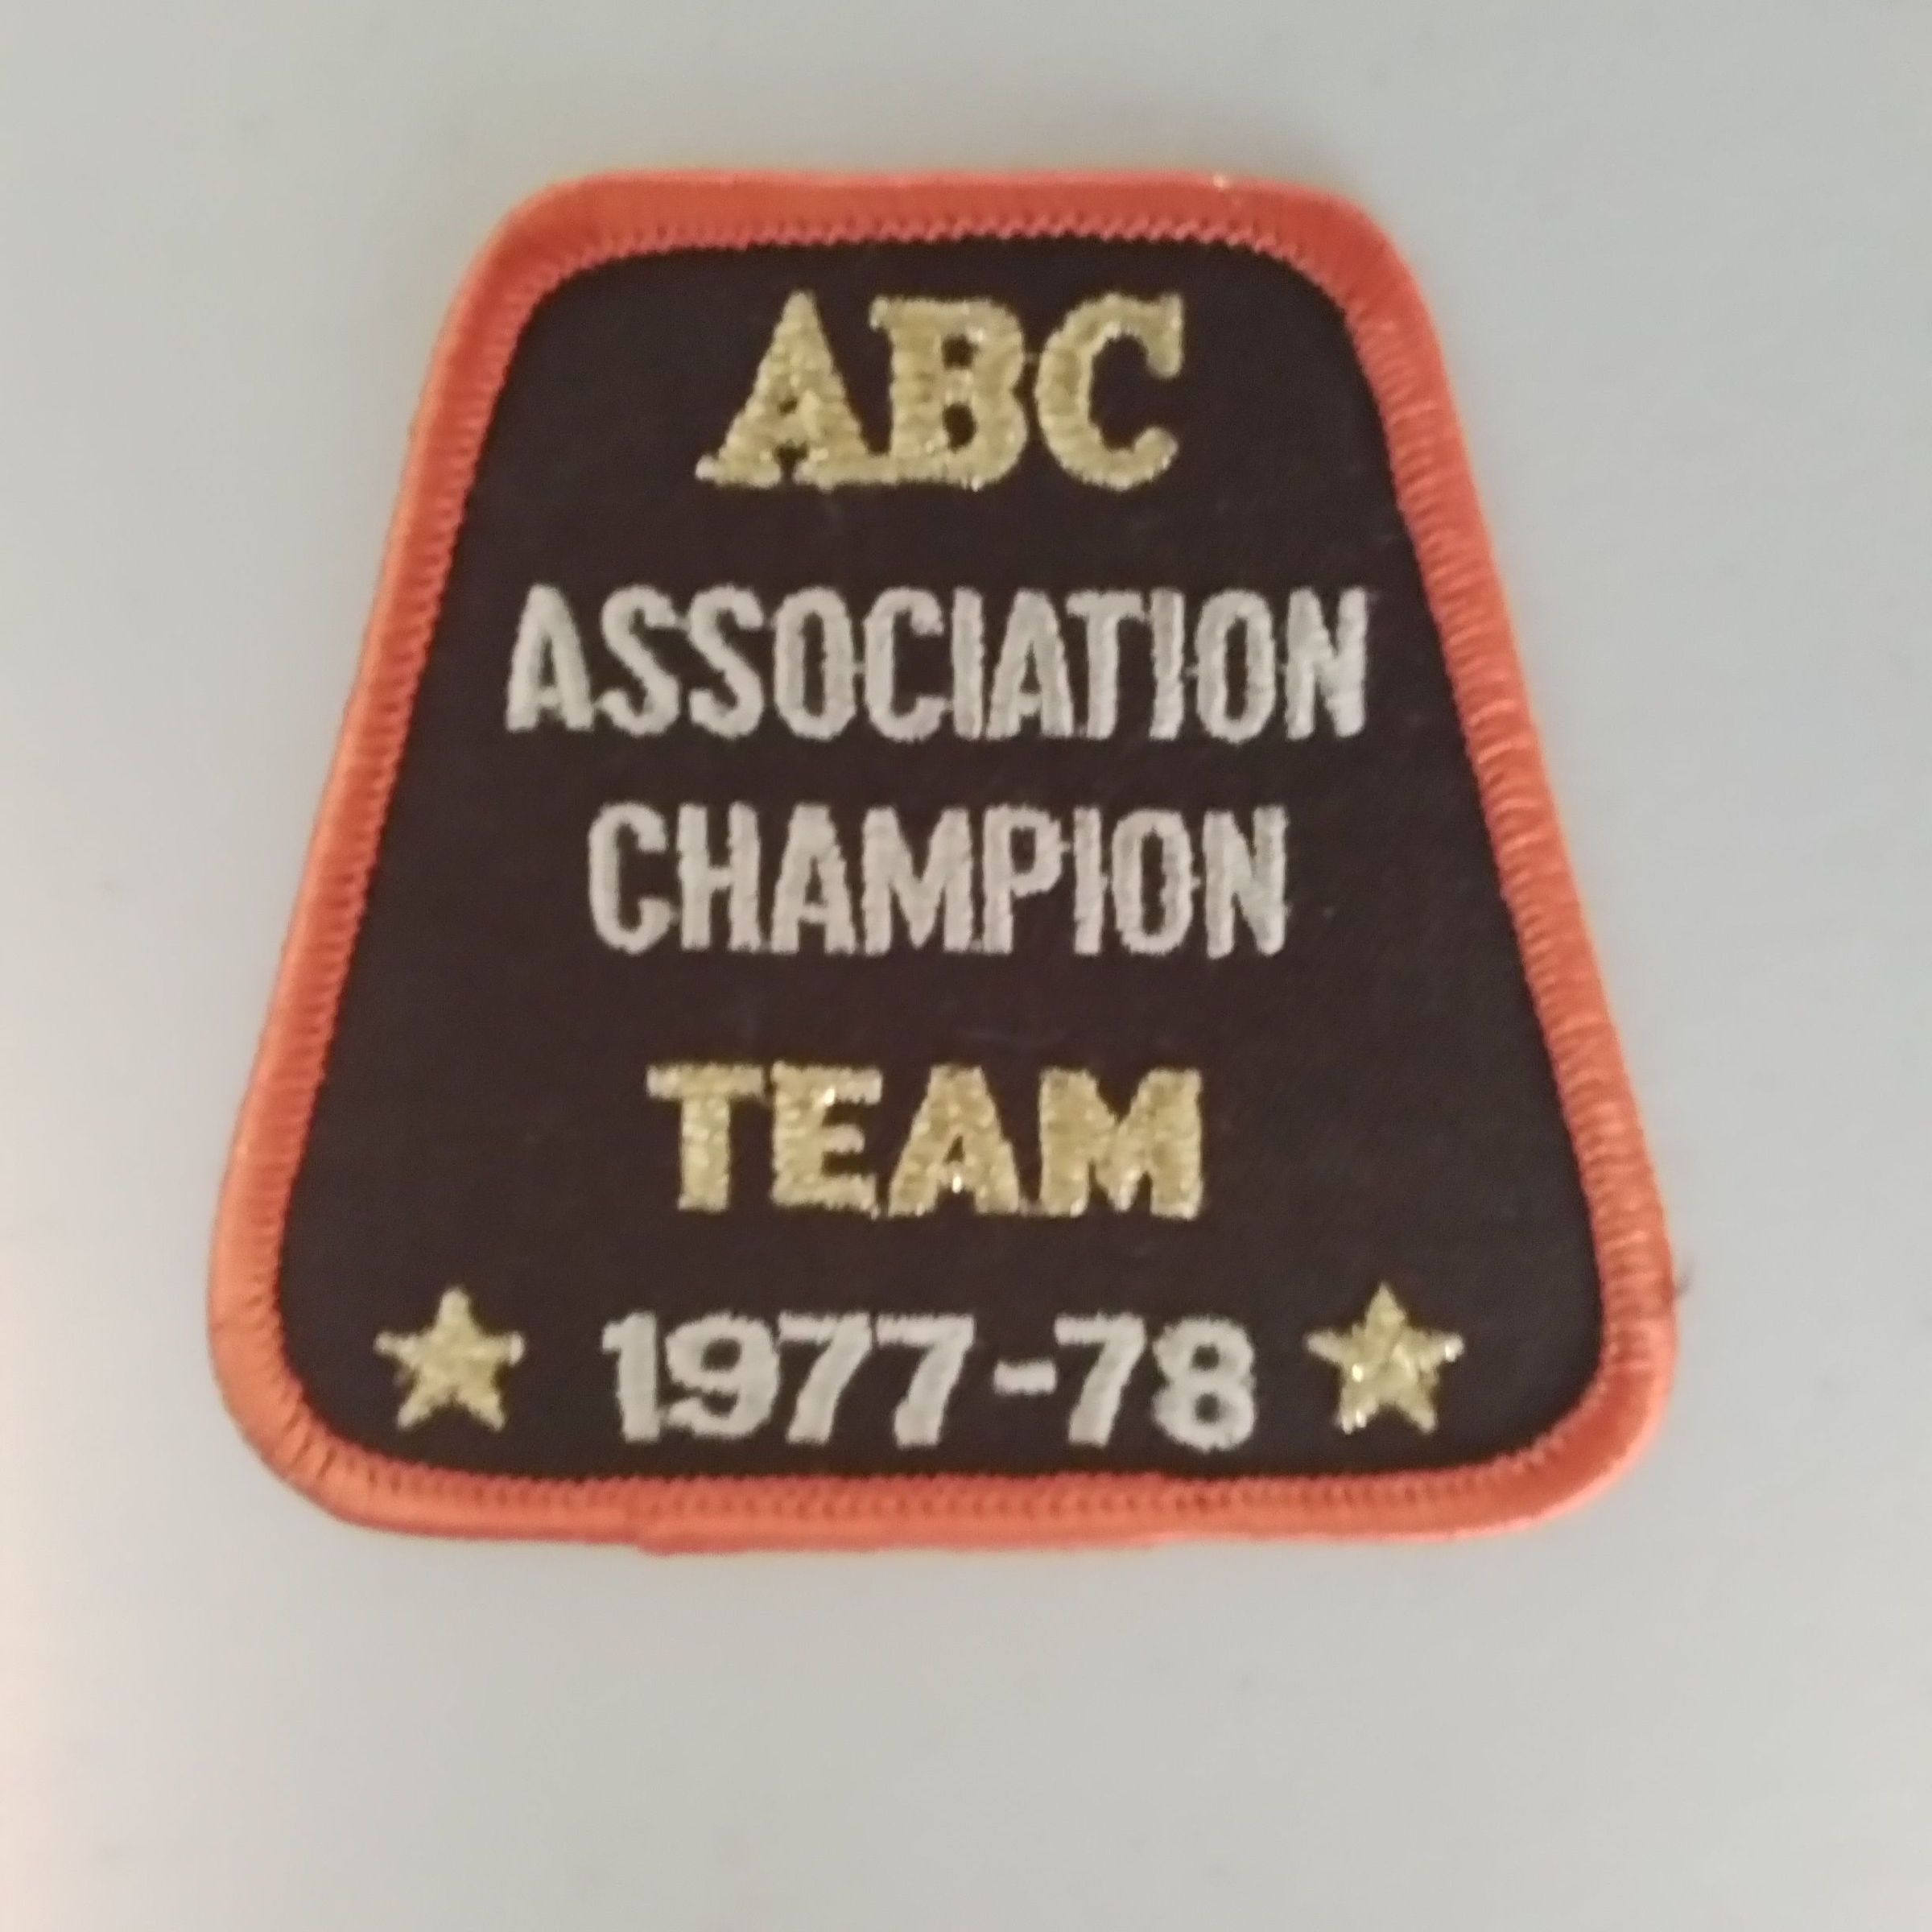 ABC
ASSOCIATION
CHAMPION
TEAM
1977-78